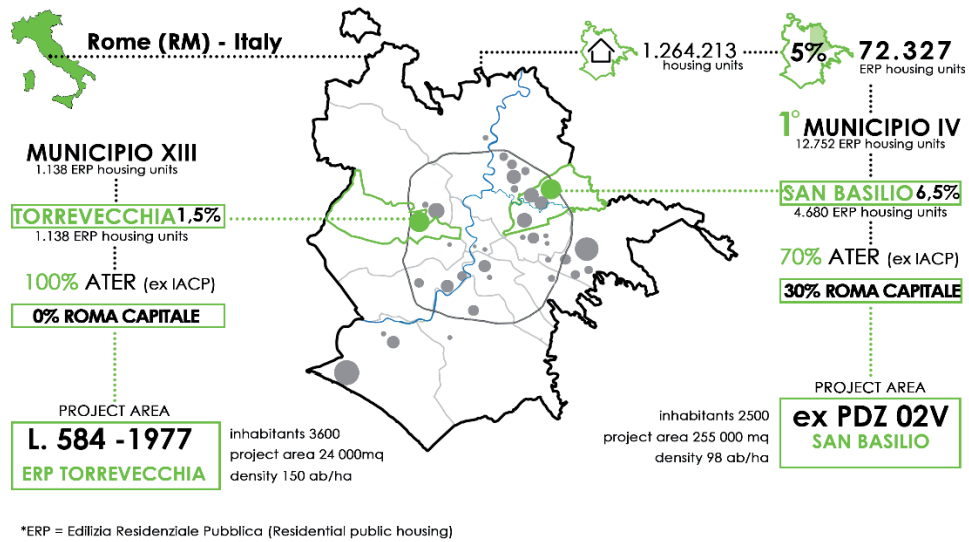 Rome (RM) - Italy
1.264.213
housing units
5%
72.327
ERP housing units
MUNICIPIO XIII
1.138 ERP housing units
TORREVECCHIA 1,5%
1.138 ERP housing units
100% ATER (ex IACP)
0% ROMA CAPITALE
PROJECT AREA
L. 584 -1977
ERP TORREVECCHIA
inhabitants 3600
project area 24 000mq
density 150 ab/ha
1° MUNICIPIO IV
12.752 ERP housing units
SAN BASILIO 6,5%
4.680 ERP housing units
70% ATER (ex IACP)
30% ROMA CAPITALE
PROJECT AREA
ex PDZ 02V
SAN BASILIO
inhabitants 2500
project area 255 000 mq
density 98 ab/ha
*ERP = Edilizia Residenziale Pubblica (Residential public housing)